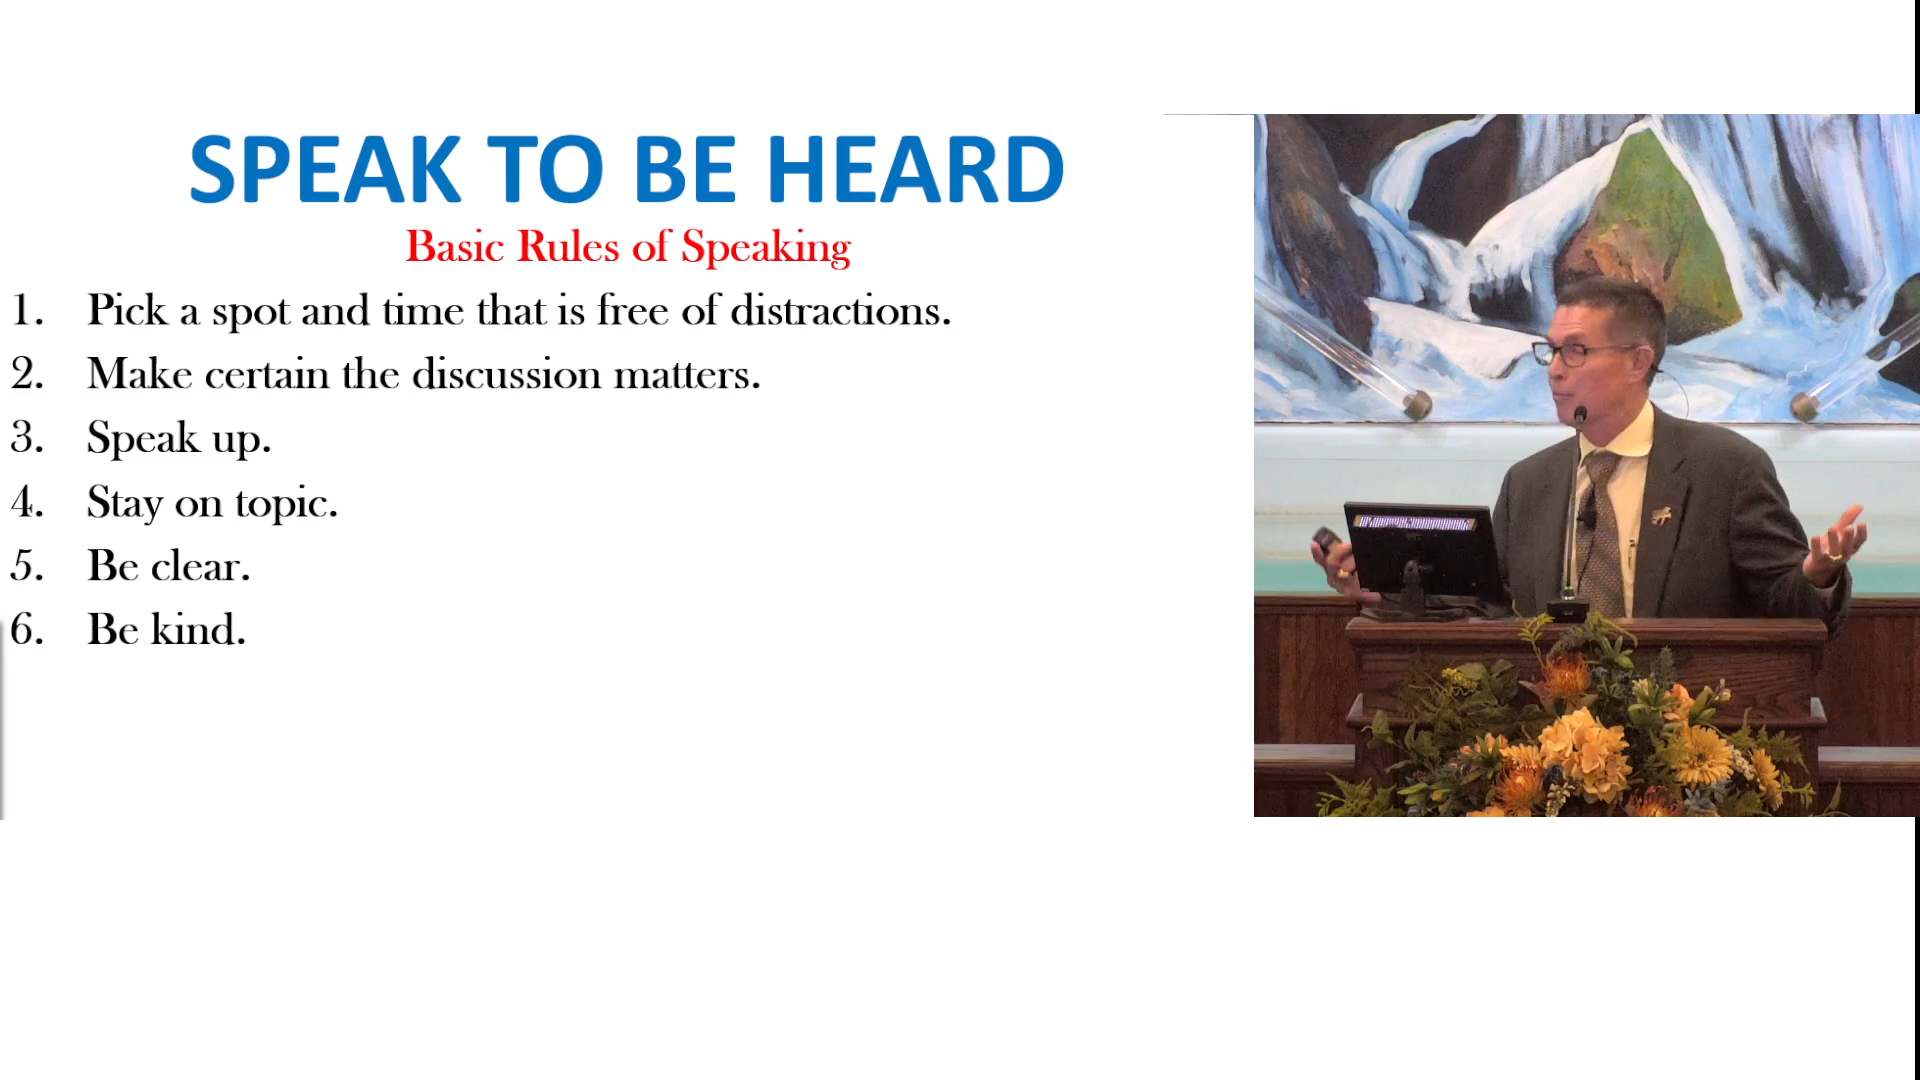 SPEAK TO BE HEARD
Basic Rules of Speaking
1. Pick a spot and time that is free of distractions.
2. Make certain the discussion matters.
3. Speak up.
4. Stay on topic.
5. Be clear.
6. Be kind.